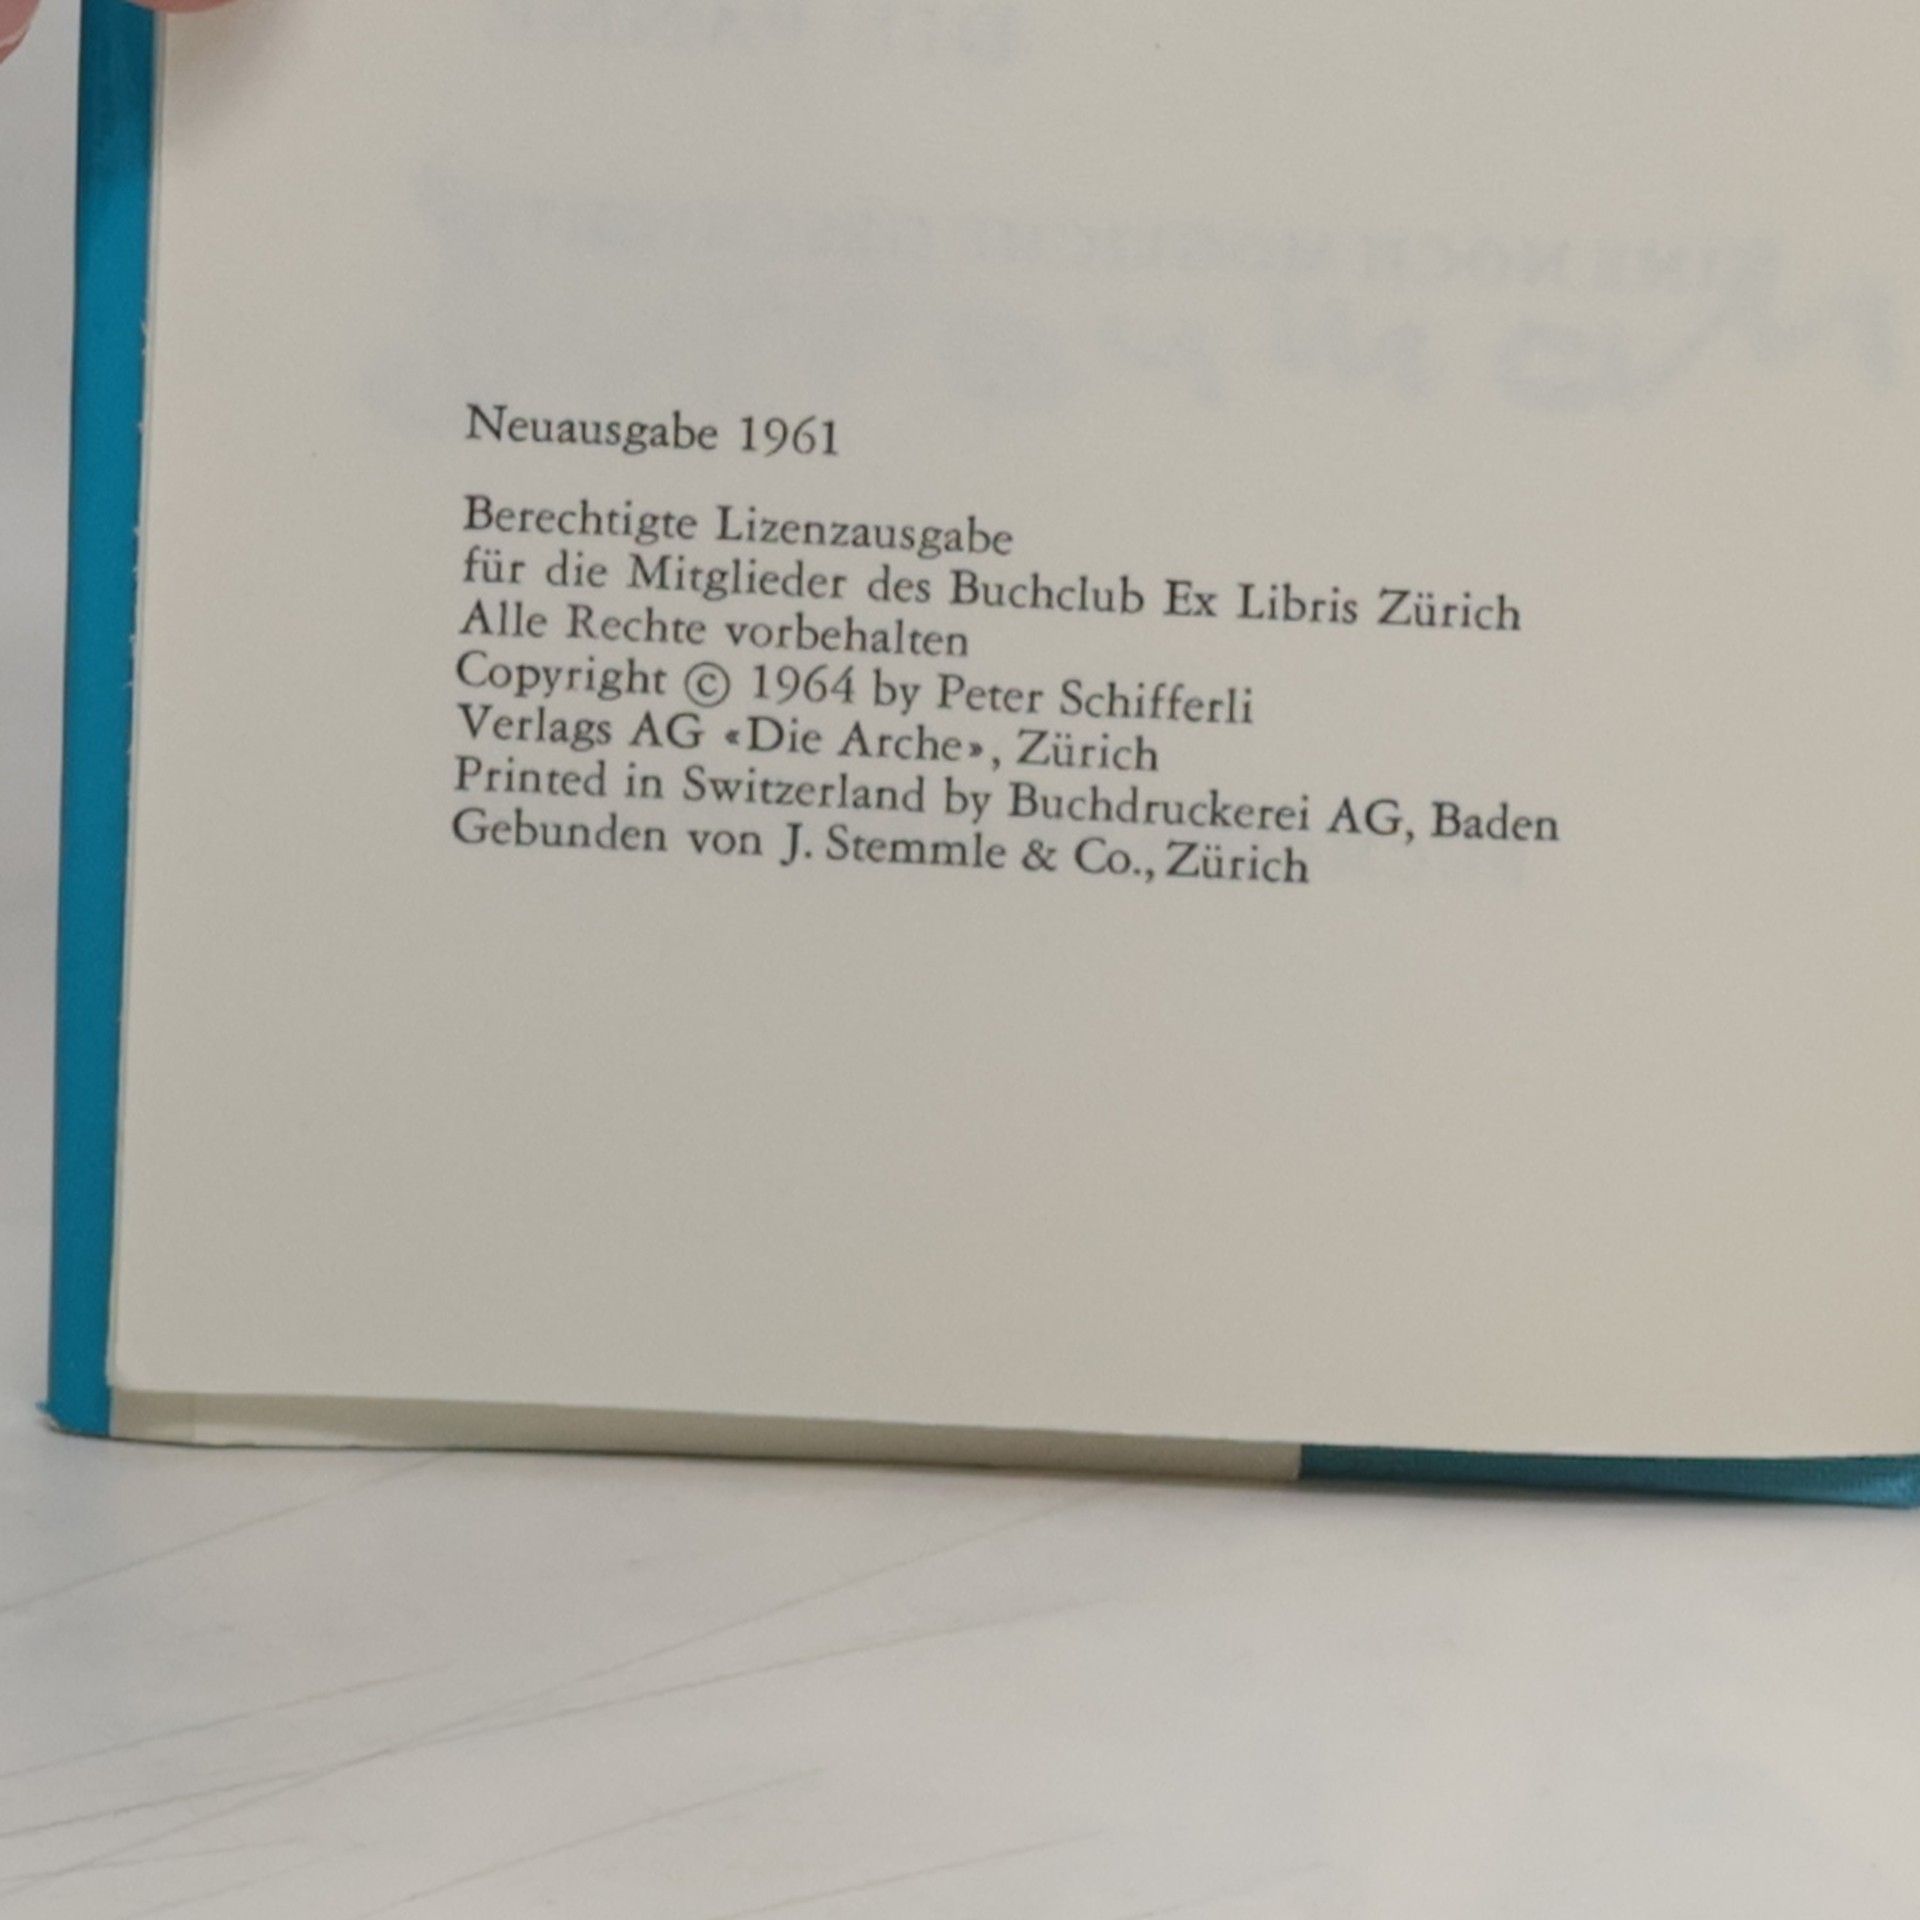 Neuausgabe 1961
Berechtigte Lizenzausgabe
für die Mitglieder des Buchclub Ex Libris Zürich
Alle Rechte vorbehalten
Copyright © 1964 by Peter Schifferli
Verlags AG «Die Arche», Zürich
Printed in Switzerland by Buchdruckerei AG, Baden
Gebunden von J. Stemmle & Co., Zürich